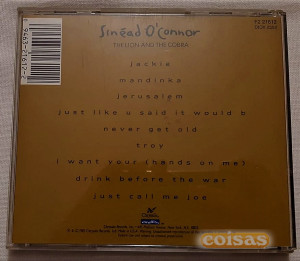 Sinéad O'Connor
THE LION AND THE COBRA
jackie
mandinka
jerusalem
just like u said it would b
never get old
troy
i want your (hands on me)
drink before the war
just call me joe
Chrysalis
coisas